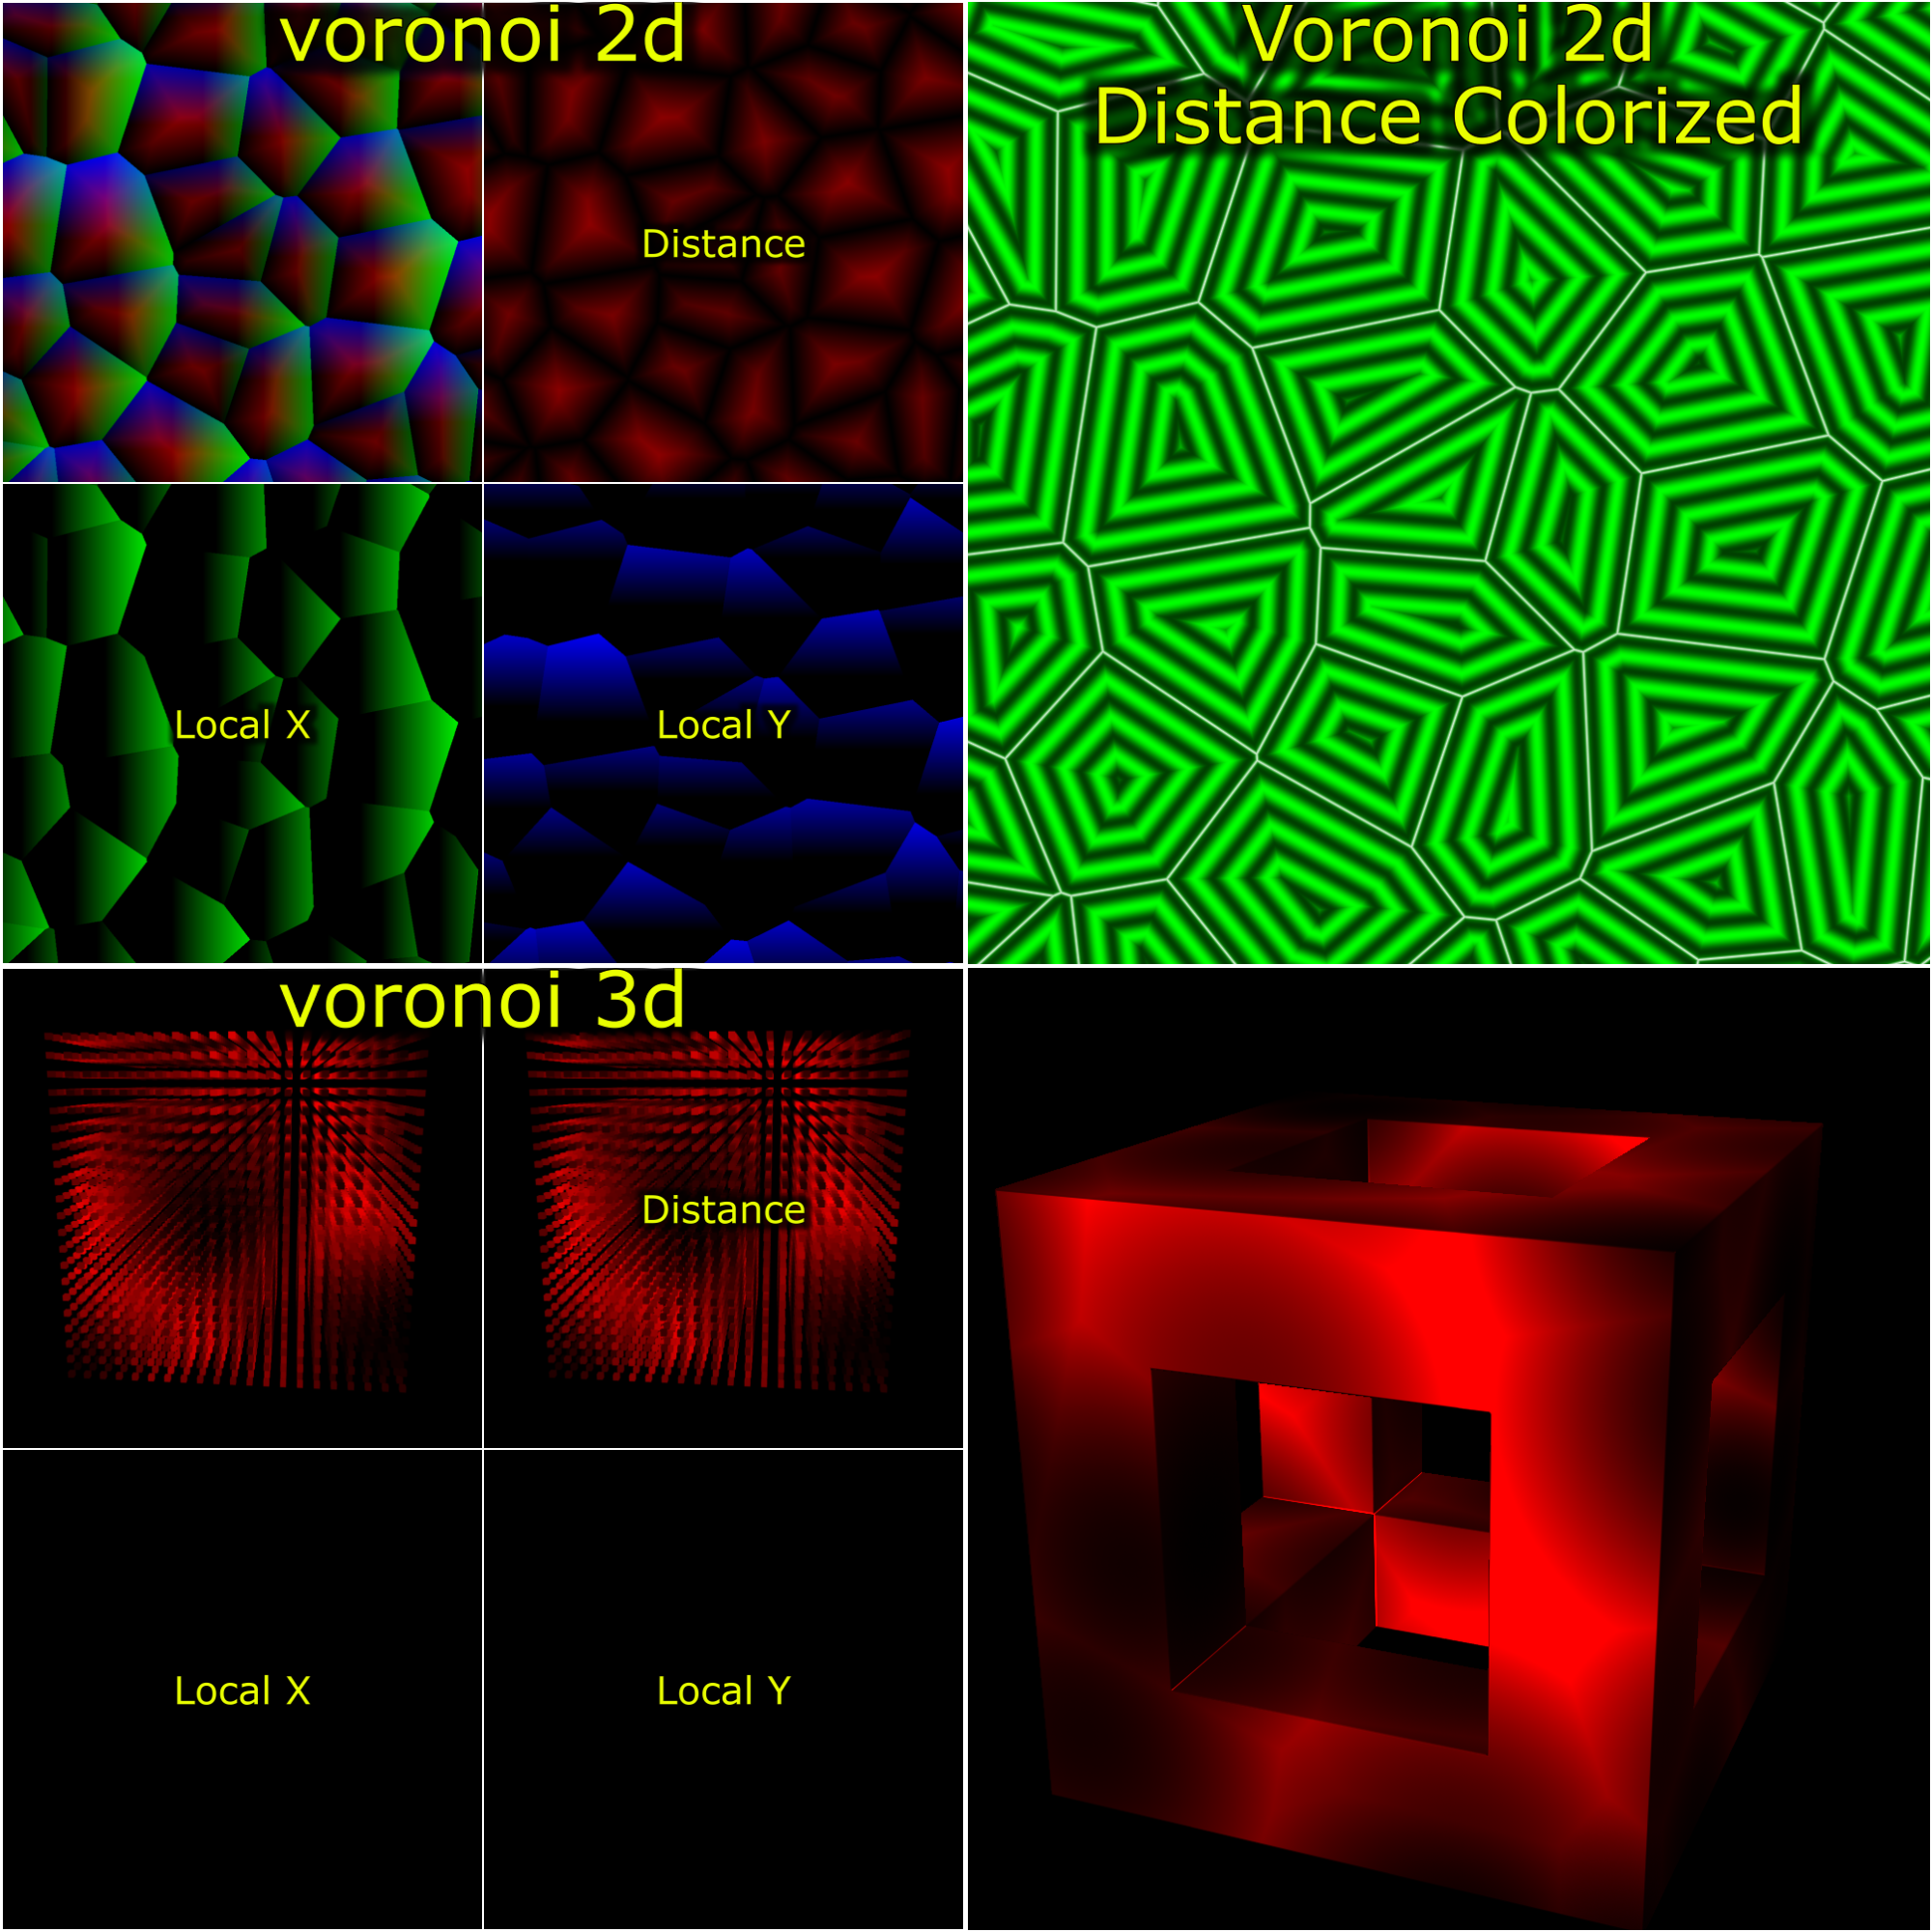 voronoi 2d
Distance
Local X
Local Y
Voronoi 2d
Distance Colorized
voronoi 3d
Distance
Local X
Local Y